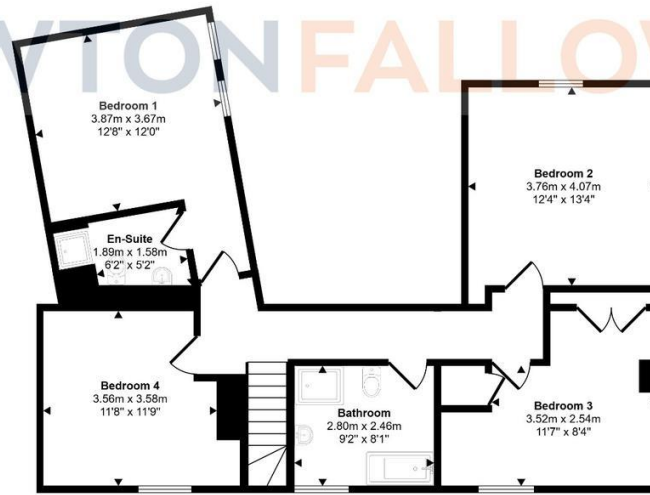 WTONFALLOW
Bedroom 1
3.87m x 3.67m
12'8" x 12'0"
Bedroom 2
3.76m x 4.07m
12'4" x 13'4"
En-Suite
1.89m x 1.58m
6'2" x 5'2"
Bedroom 4
3.56m x 3.58m
11'8" x 11'9"
Bathroom
2.80m x 2.46m
9'2" x 8'1"
Bedroom 3
3.52m x 2.54m
11'7" x 8'4"